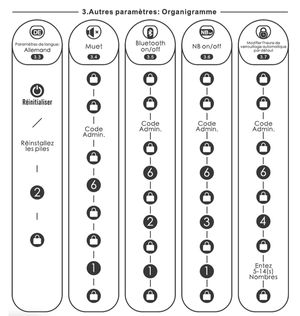 3.Autres paramètres: Organigramme
DE
Paramètres de langue:
Allemand
3.3
Réinitialiser
Réinstallez
les piles
2
Muet
3.4
Code
Admin.
6
1
Bluetooth
on/off
3.5
Code
Admin.
6
2
1
NB
NB on/off
3.6
Code
Admin.
6
3
1
Modifier l'heure de
verrouillage automatique
par défaut
3.7
Code
Admin.
6
4
Entez
5-14(s)
Nombres